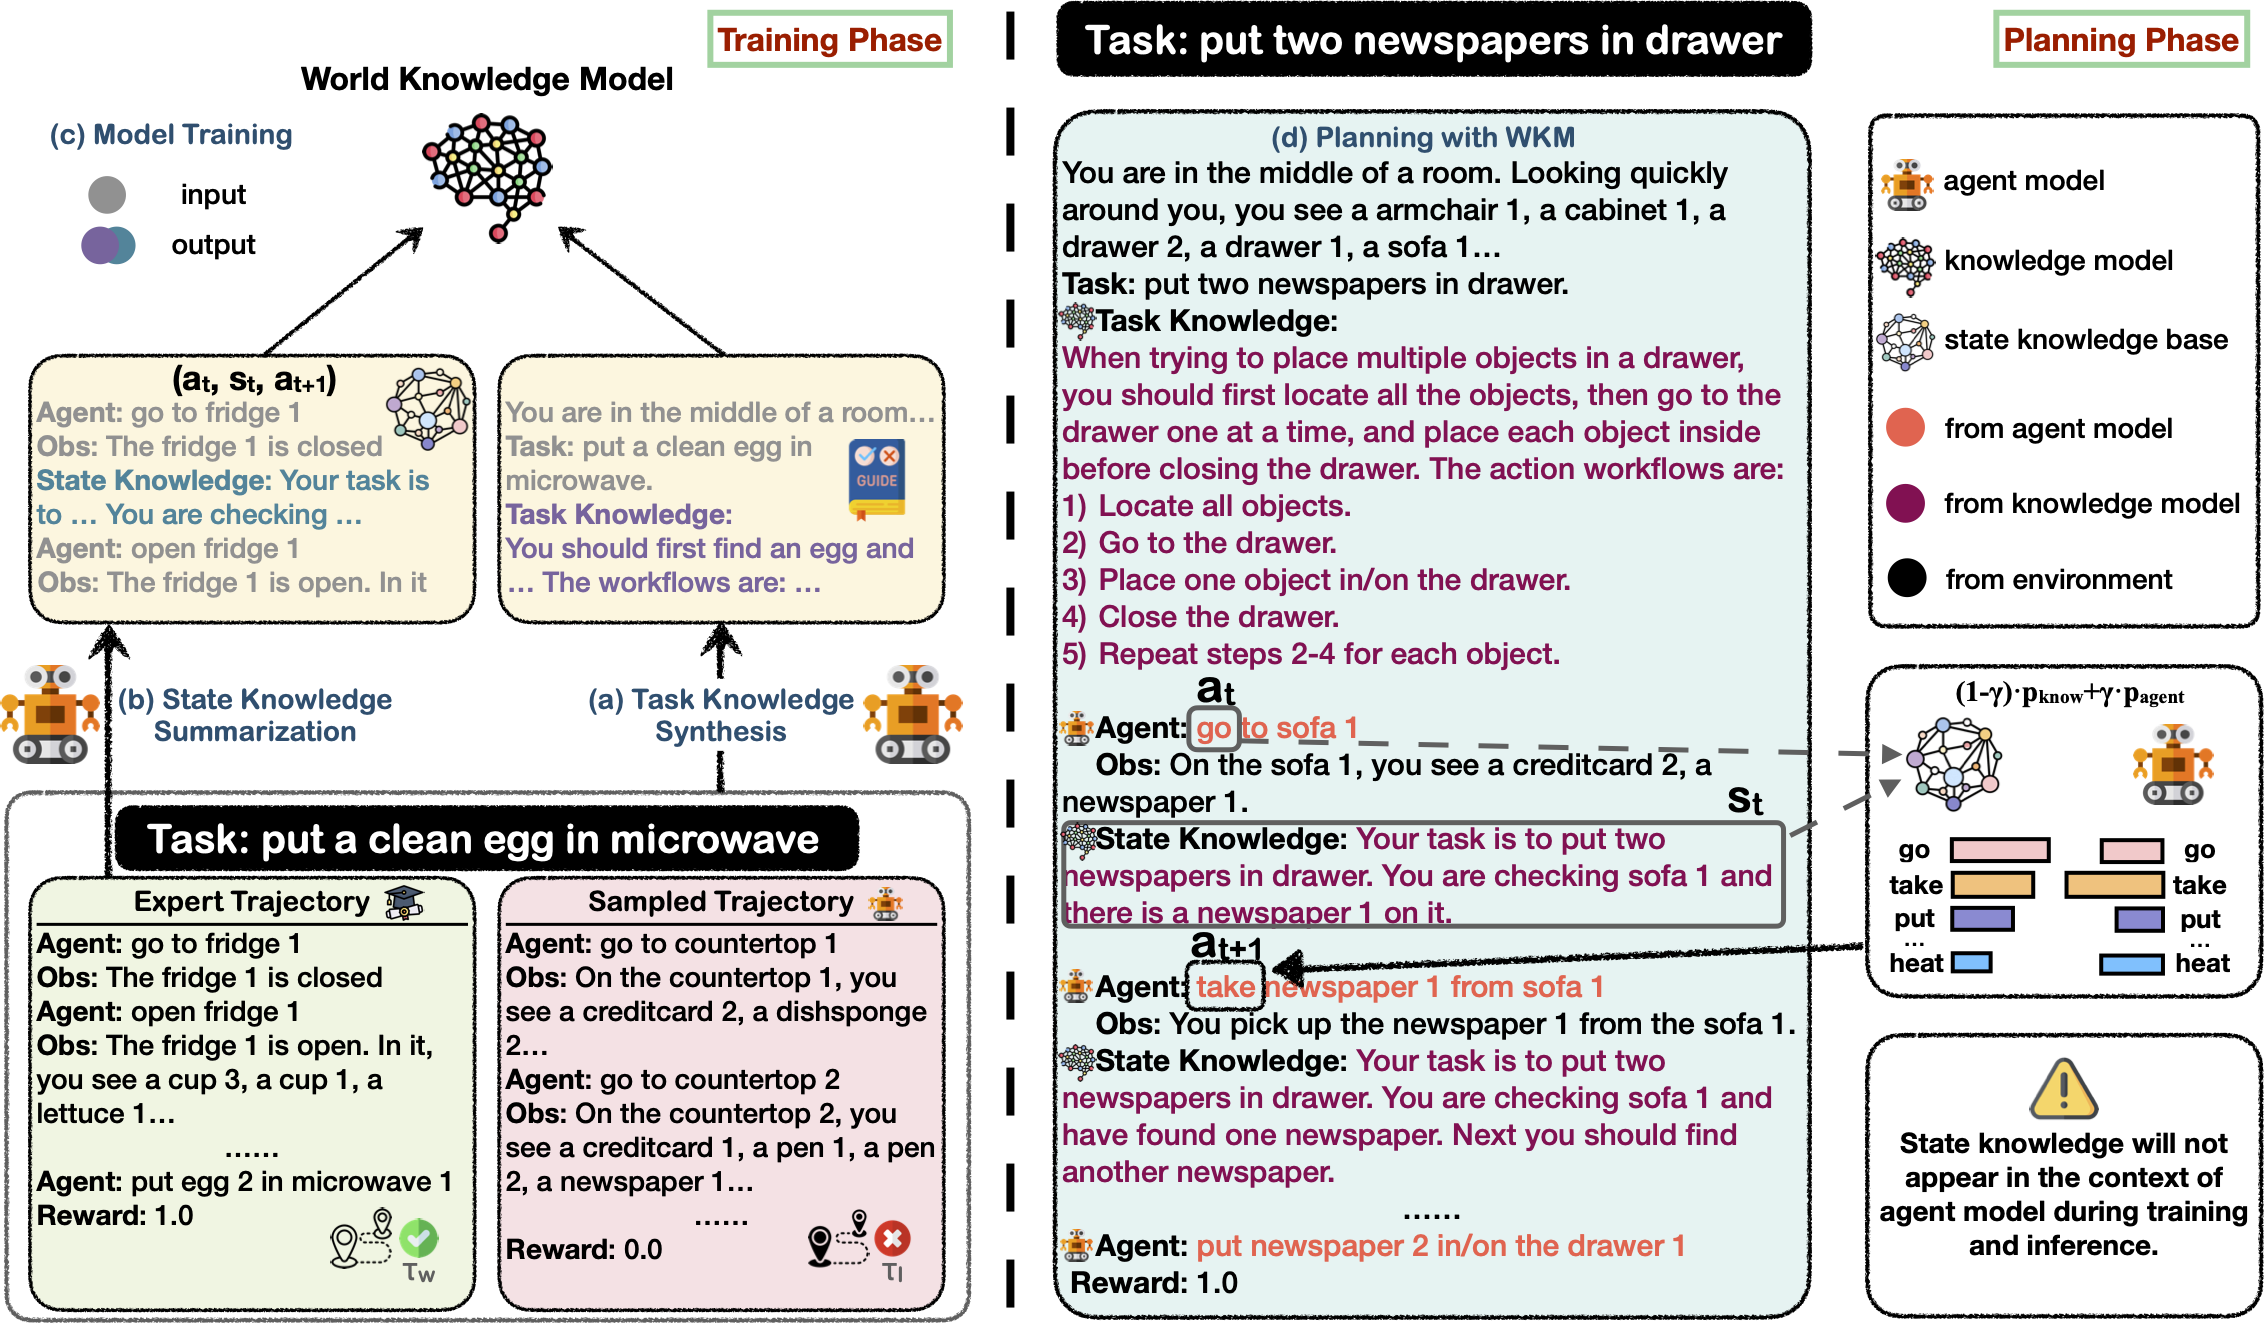 Training Phase
World Knowledge Model
(c) Model Training
input
output
(at, st, at+1)
Agent: go to fridge 1
Obs: The fridge 1 is closed
State Knowledge: Your task is
to ... You are checking ...
Agent: open fridge 1
Obs: The fridge 1 is open. In it
You are in the middle of a room...
Task: put a clean egg in
microwave.
GUIDE
Task Knowledge:
You should first find an egg and
... The workflows are: ...
(b) State Knowledge
Summarization
(a) Task Knowledge
Synthesis
Task: put a clean egg in microwave
Expert Trajectory
Agent: go to fridge 1
Obs: The fridge 1 is closed
Agent: open fridge 1
Obs: The fridge 1 is open. In it,
you see a cup 3, a cup 1, a
lettuce 1...
......
Agent: put egg 2 in microwave 1
Reward: 1.0
τw
Sampled Trajectory
Agent: go to countertop 1
Obs: On the countertop 1, you
see a creditcard 2, a dishsponge
2...
Agent: go to countertop 2
Obs: On the countertop 2, you
see a creditcard 1, a pen 1, a pen
2, a newspaper 1...
......
Reward: 0.0
τl
Task: put two newspapers in drawer
Planning Phase
(d) Planning with WKM
You are in the middle of a room. Looking quickly
around you, you see a armchair 1, a cabinet 1, a
drawer 2, a drawer 1, a sofa 1...
Task: put two newspapers in drawer.
Task Knowledge:
When trying to place multiple objects in a drawer,
you should first locate all the objects, then go to the
drawer one at a time, and place each object inside
before closing the drawer. The action workflows are:
1) Locate all objects.
2) Go to the drawer.
3) Place one object in/on the drawer.
4) Close the drawer.
5) Repeat steps 2-4 for each object.
at
Agent: go to sofa 1
Obs: On the sofa 1, you see a creditcard 2, a
newspaper 1.
st
State Knowledge: Your task is to put two
newspapers in drawer. You are checking sofa 1 and
there is a newspaper 1 on it.
at+1
Agent: take newspaper 1 from sofa 1
Obs: You pick up the newspaper 1 from the sofa 1.
State Knowledge: Your task is to put two
newspapers in drawer. You are checking sofa 1 and
have found one newspaper. Next you should find
another newspaper.
......
Agent: put newspaper 2 in/on the drawer 1
Reward: 1.0
agent model
knowledge model
state knowledge base
from agent model
from knowledge model
from environment
(1-γ)·pknow+γ·pagent
go go
take take
put put
... ...
heat heat
State knowledge will not
appear in the context of
agent model during training
and inference.